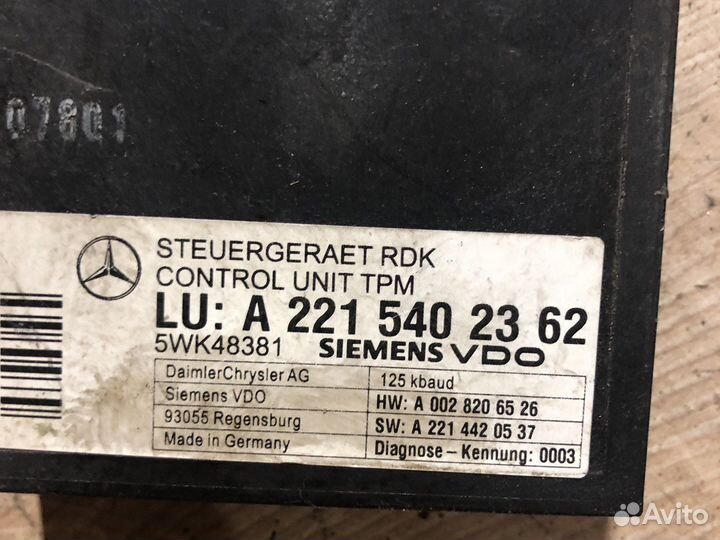 07801
STEUERGERAET RDK
CONTROL UNIT TPM
LU: A 221 540 23 62
5WK48381 SIEMENS VDO
DaimlerChrysler AG
Siemens VDO
93055 Regensburg
Made in Germany
125 kbaud
HW: A 002 820 65 26
SW: A 221 442 05 37
Diagnose - Kennung: 0003
Avito